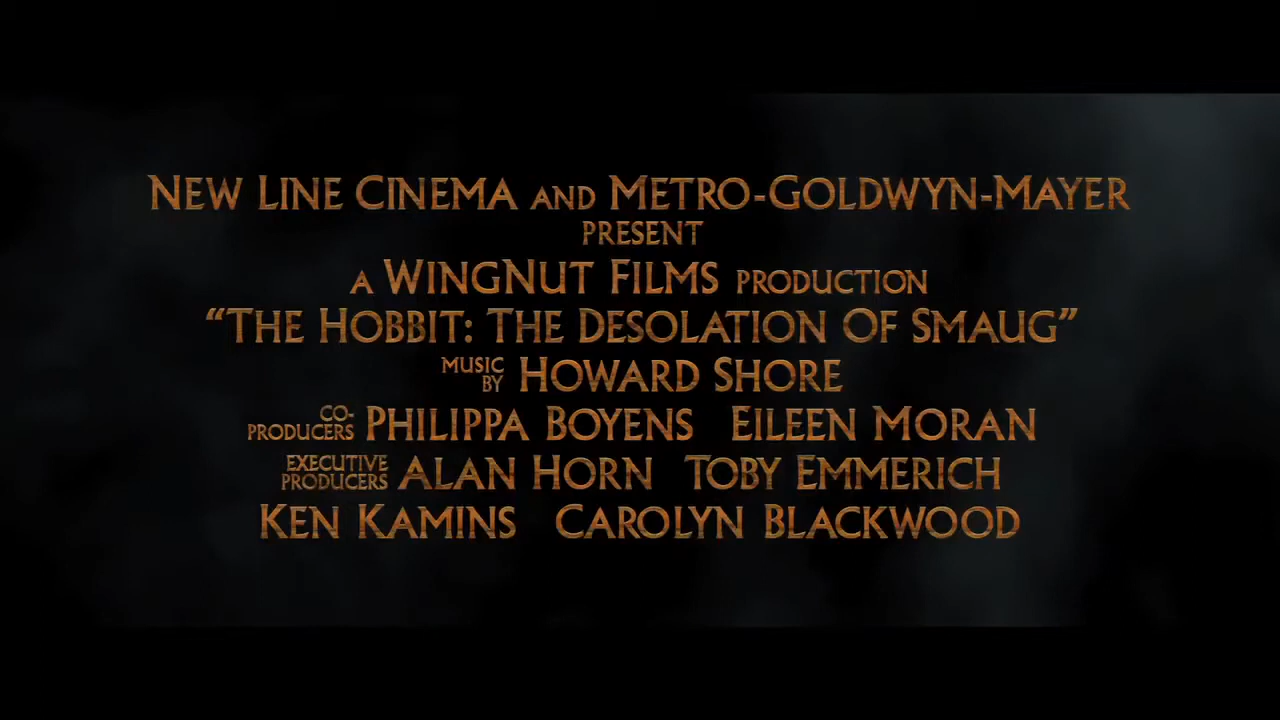 NEW LINE CINEMA AND METRO-GOLDWYN-MAYER
PRESENT
A WINGNUT FILMS PRODUCTION
“THE HOBBIT: THE DESOLATION OF SMAUG”
MUSIC BY HOWARD SHORE
CO-PRODUCERS PHILIPPA BOYENS EILEEN MORAN
EXECUTIVE PRODUCERS ALAN HORN TOBY EMMERICH
KEN KAMINS CAROLYN BLACKWOOD